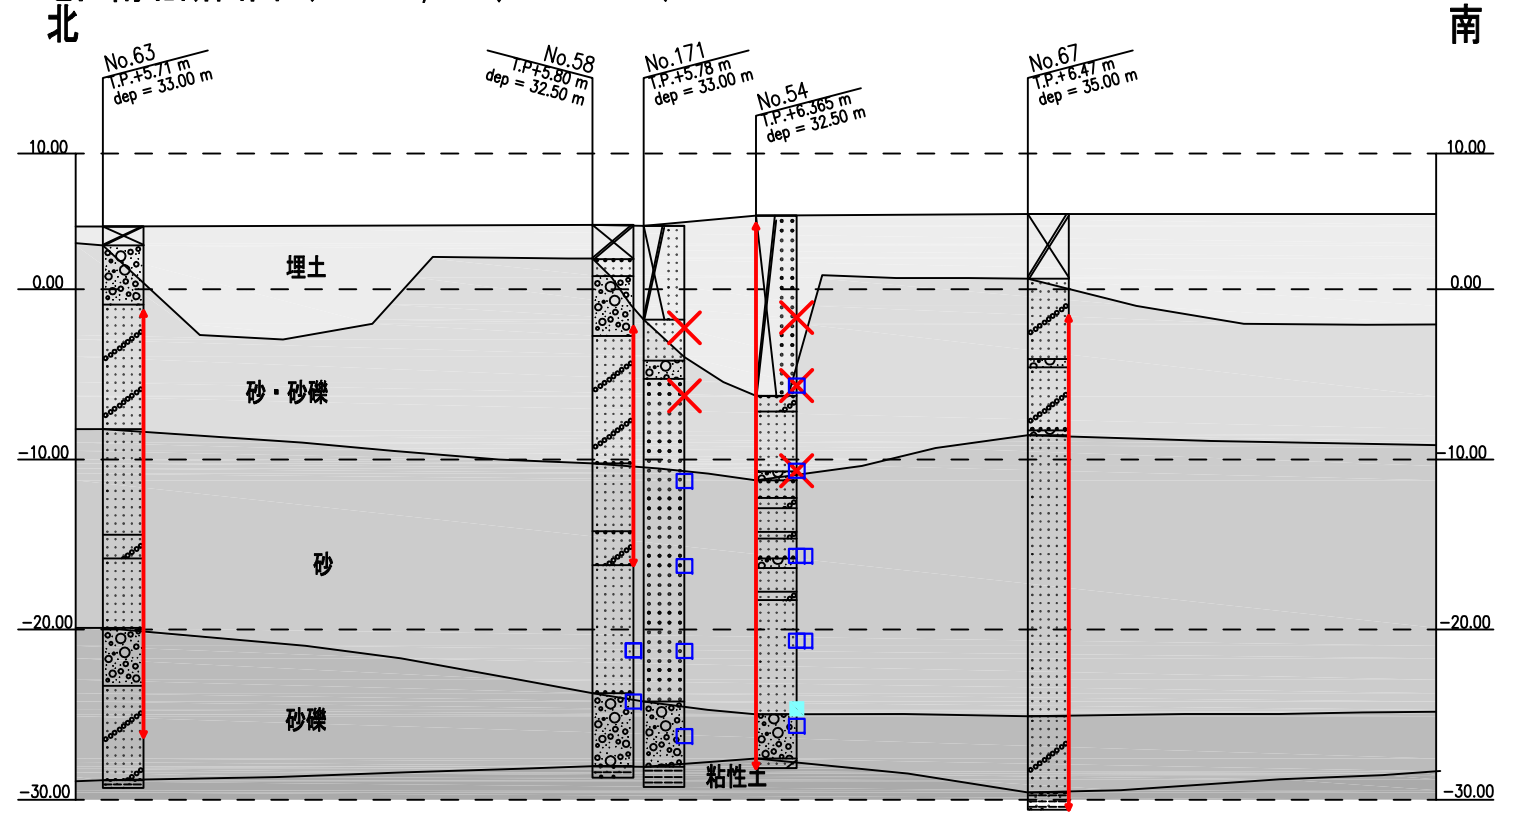 北
南
No.63
T.P.+5.71 m
dep = 33.00 m
No.58
T.P.+5.80 m
dep = 32.50 m
No.171
T.P.+5.78 m
dep = 33.00 m
No.54
T.P.+6.365 m
dep = 32.50 m
No.67
T.P.+6.47 m
dep = 35.00 m
10.00
10.00
埋土
0.00
0.00
砂・砂礫
-10.00
-10.00
砂
-20.00
-20.00
砂礫
粘性土
-30.00
-30.00